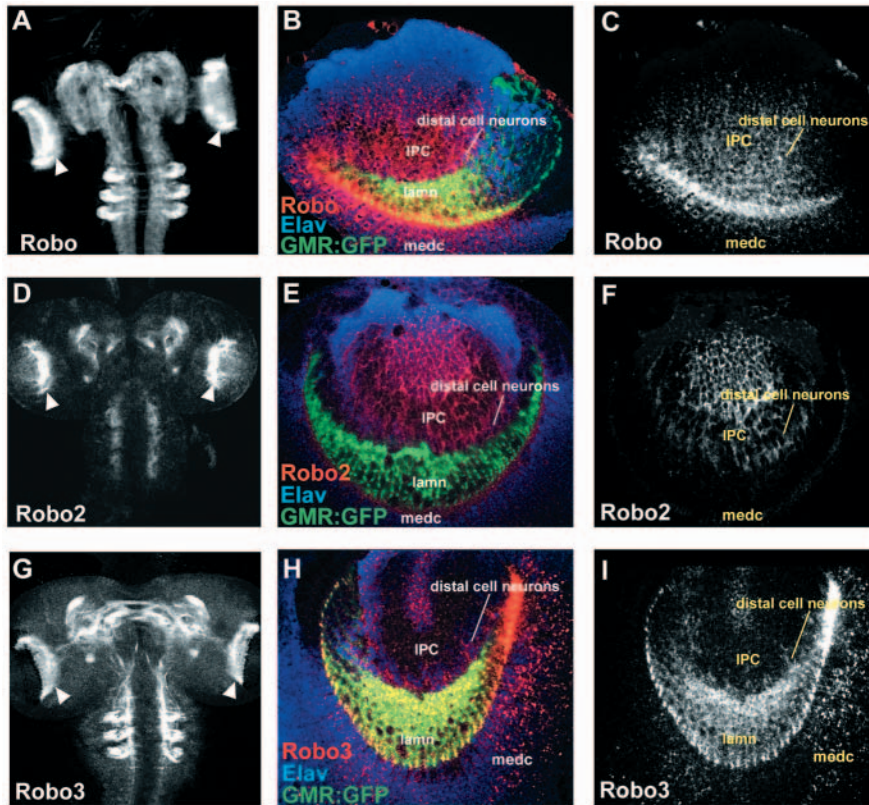 A
Robo
B
distal cell neurons
IPC
lamn
Robo
Elav
GMR:GFP
medc
C
distal cell neurons
IPC
Robo
medc
D
Robo2
E
distal cell neurons
IPC
Robo2
Elav
GMR:GFP
lamn
medc
F
distal cell neurons
IPC
Robo2
medc
G
Robo3
H
distal cell neurons
IPC
Robo3
Elav
GMR:GFP
lamn
medc
I
distal cell neurons
IPC
lamn
medc
Robo3